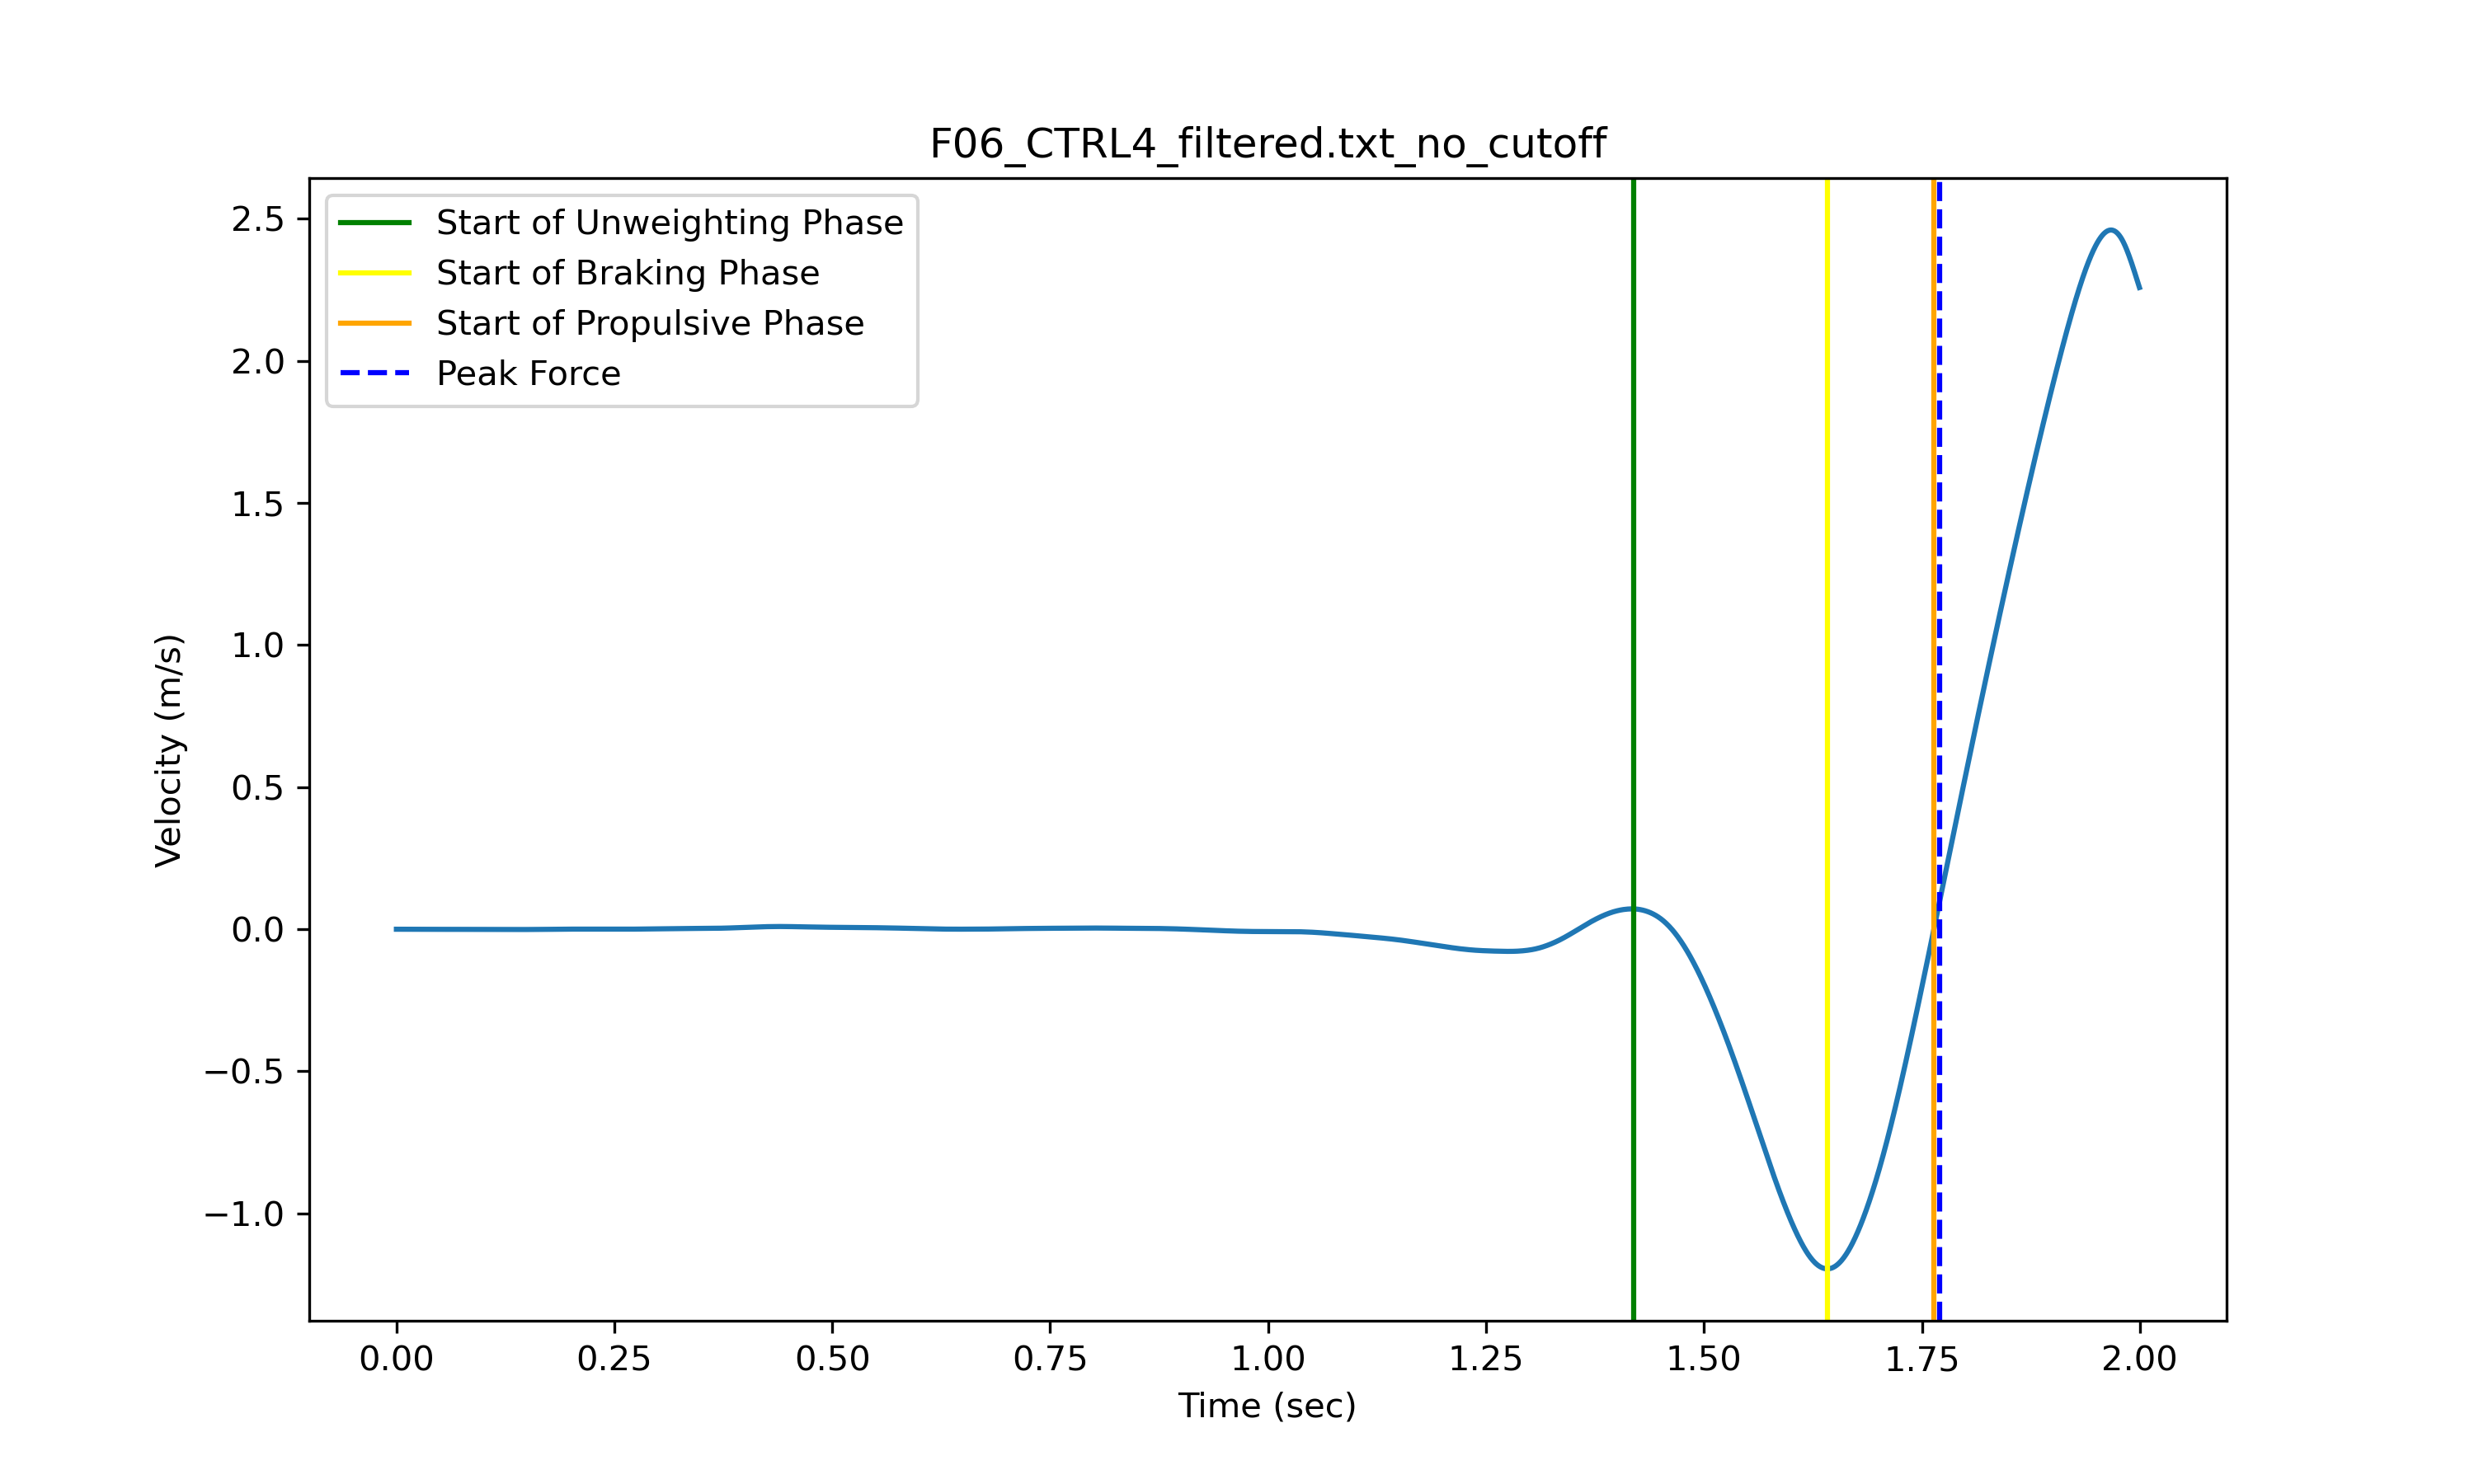 F06_CTRL4_filtered.txt_no_cutoff
Start of Unweighting Phase
Start of Braking Phase
Start of Propulsive Phase
Peak Force
2.5
2.0
1.5
1.0
0.5
0.0
−0.5
−1.0
Velocity (m/s)
0.00 0.25 0.50 0.75 1.00 1.25 1.50 1.75 2.00
Time (sec)